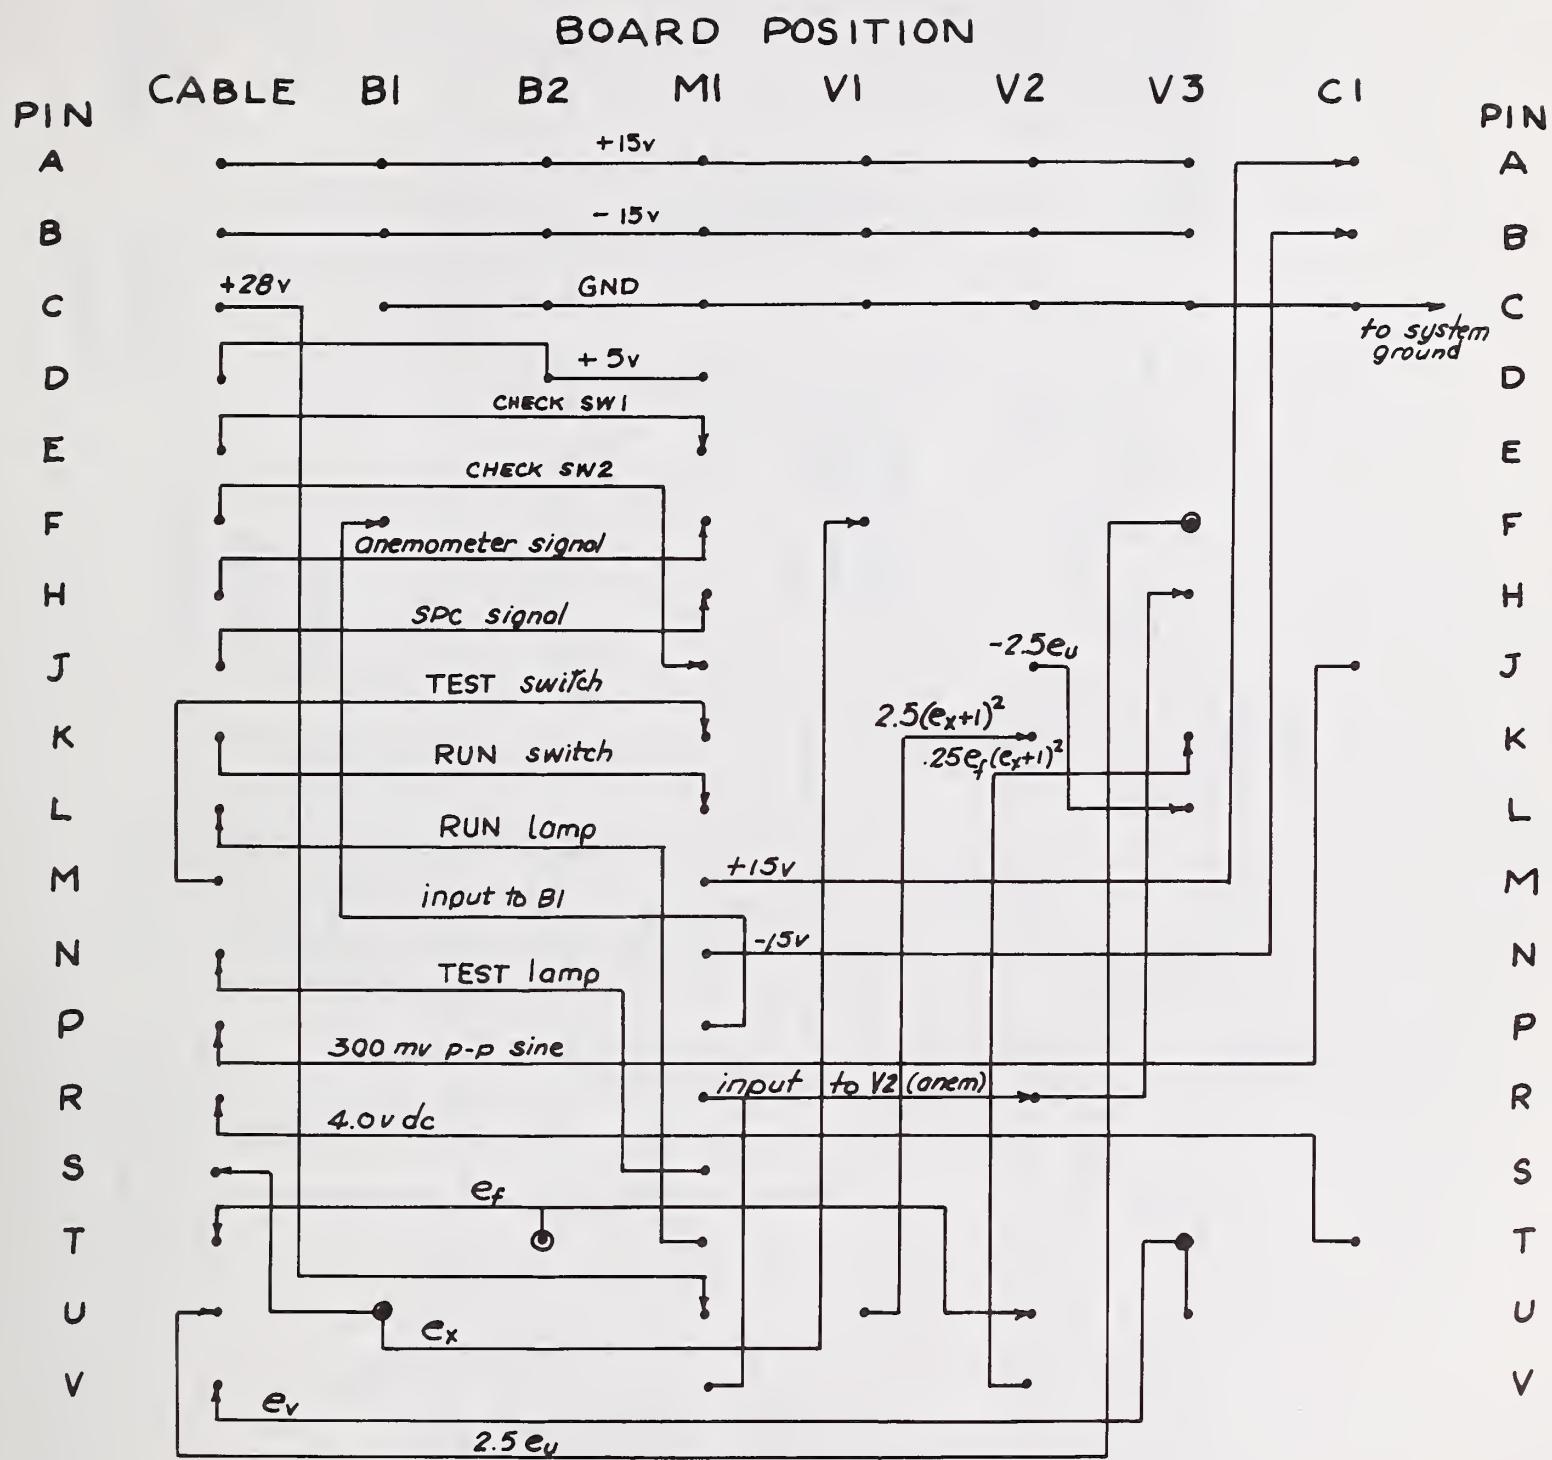 BOARD POSITION
CABLE B1 B2 M1 V1 V2 V3 C1
PIN PIN
A +15v A
B -15v B
+28v GND
C C
to system
ground
D +5v D
CHECK SW1
E E
CHECK SW2
F F
anemometer signal
H H
SPC signal
-2.5eu
J J
TEST switch
2.5(ex+1)²
K K
RUN switch .25ef(ex+1)²
L L
RUN lamp
M +15v M
input to B1
-15v
N N
TEST lamp
P P
300 mv p-p sine
input to V2 (anem)
R R
4.0v dc
S S
ef
T T
U U
ex
V V
ev
2.5 eu